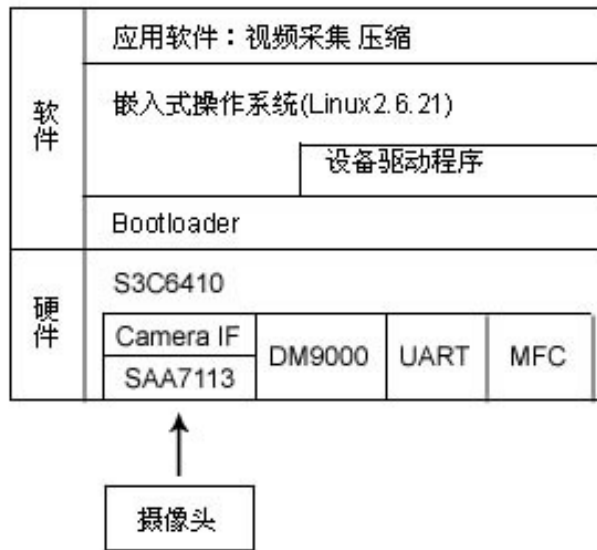 应用软件：视频采集 压缩
软件
嵌入式操作系统(Linux2.6.21)
设备驱动程序
Bootloader
硬件
S3C6410
Camera IF
SAA7113
DM9000
UART
MFC
摄像头